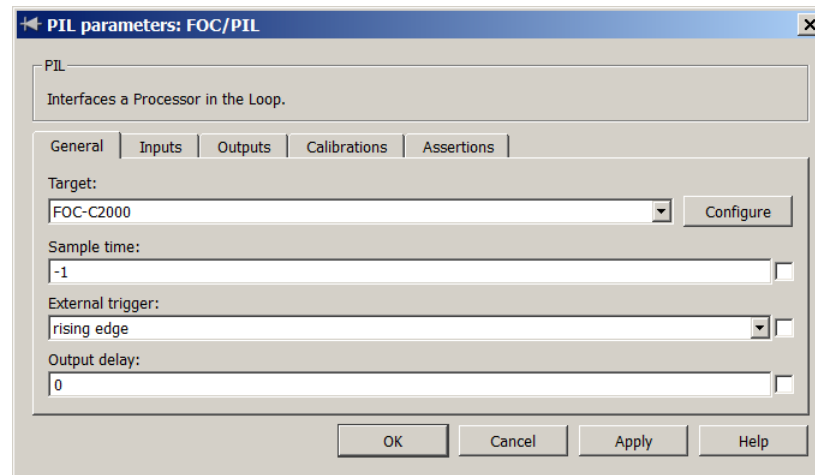 PIL parameters: FOC/PIL
PIL
Interfaces a Processor in the Loop.
General Inputs Outputs Calibrations Assertions
Target:
FOC-C2000 Configure
Sample time:
-1
External trigger:
rising edge
Output delay:
0
OK Cancel Apply Help